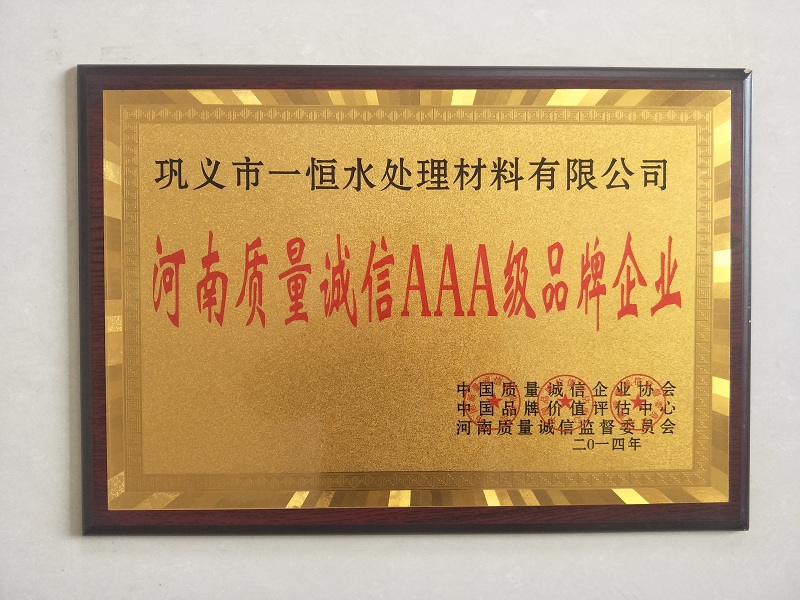 巩义市一恒水处理材料有限公司
河南质量诚信AAA级品牌企业
中国质量诚信企业协会
中国品牌价值评估中心
河南质量诚信监督委员会
二0一四年